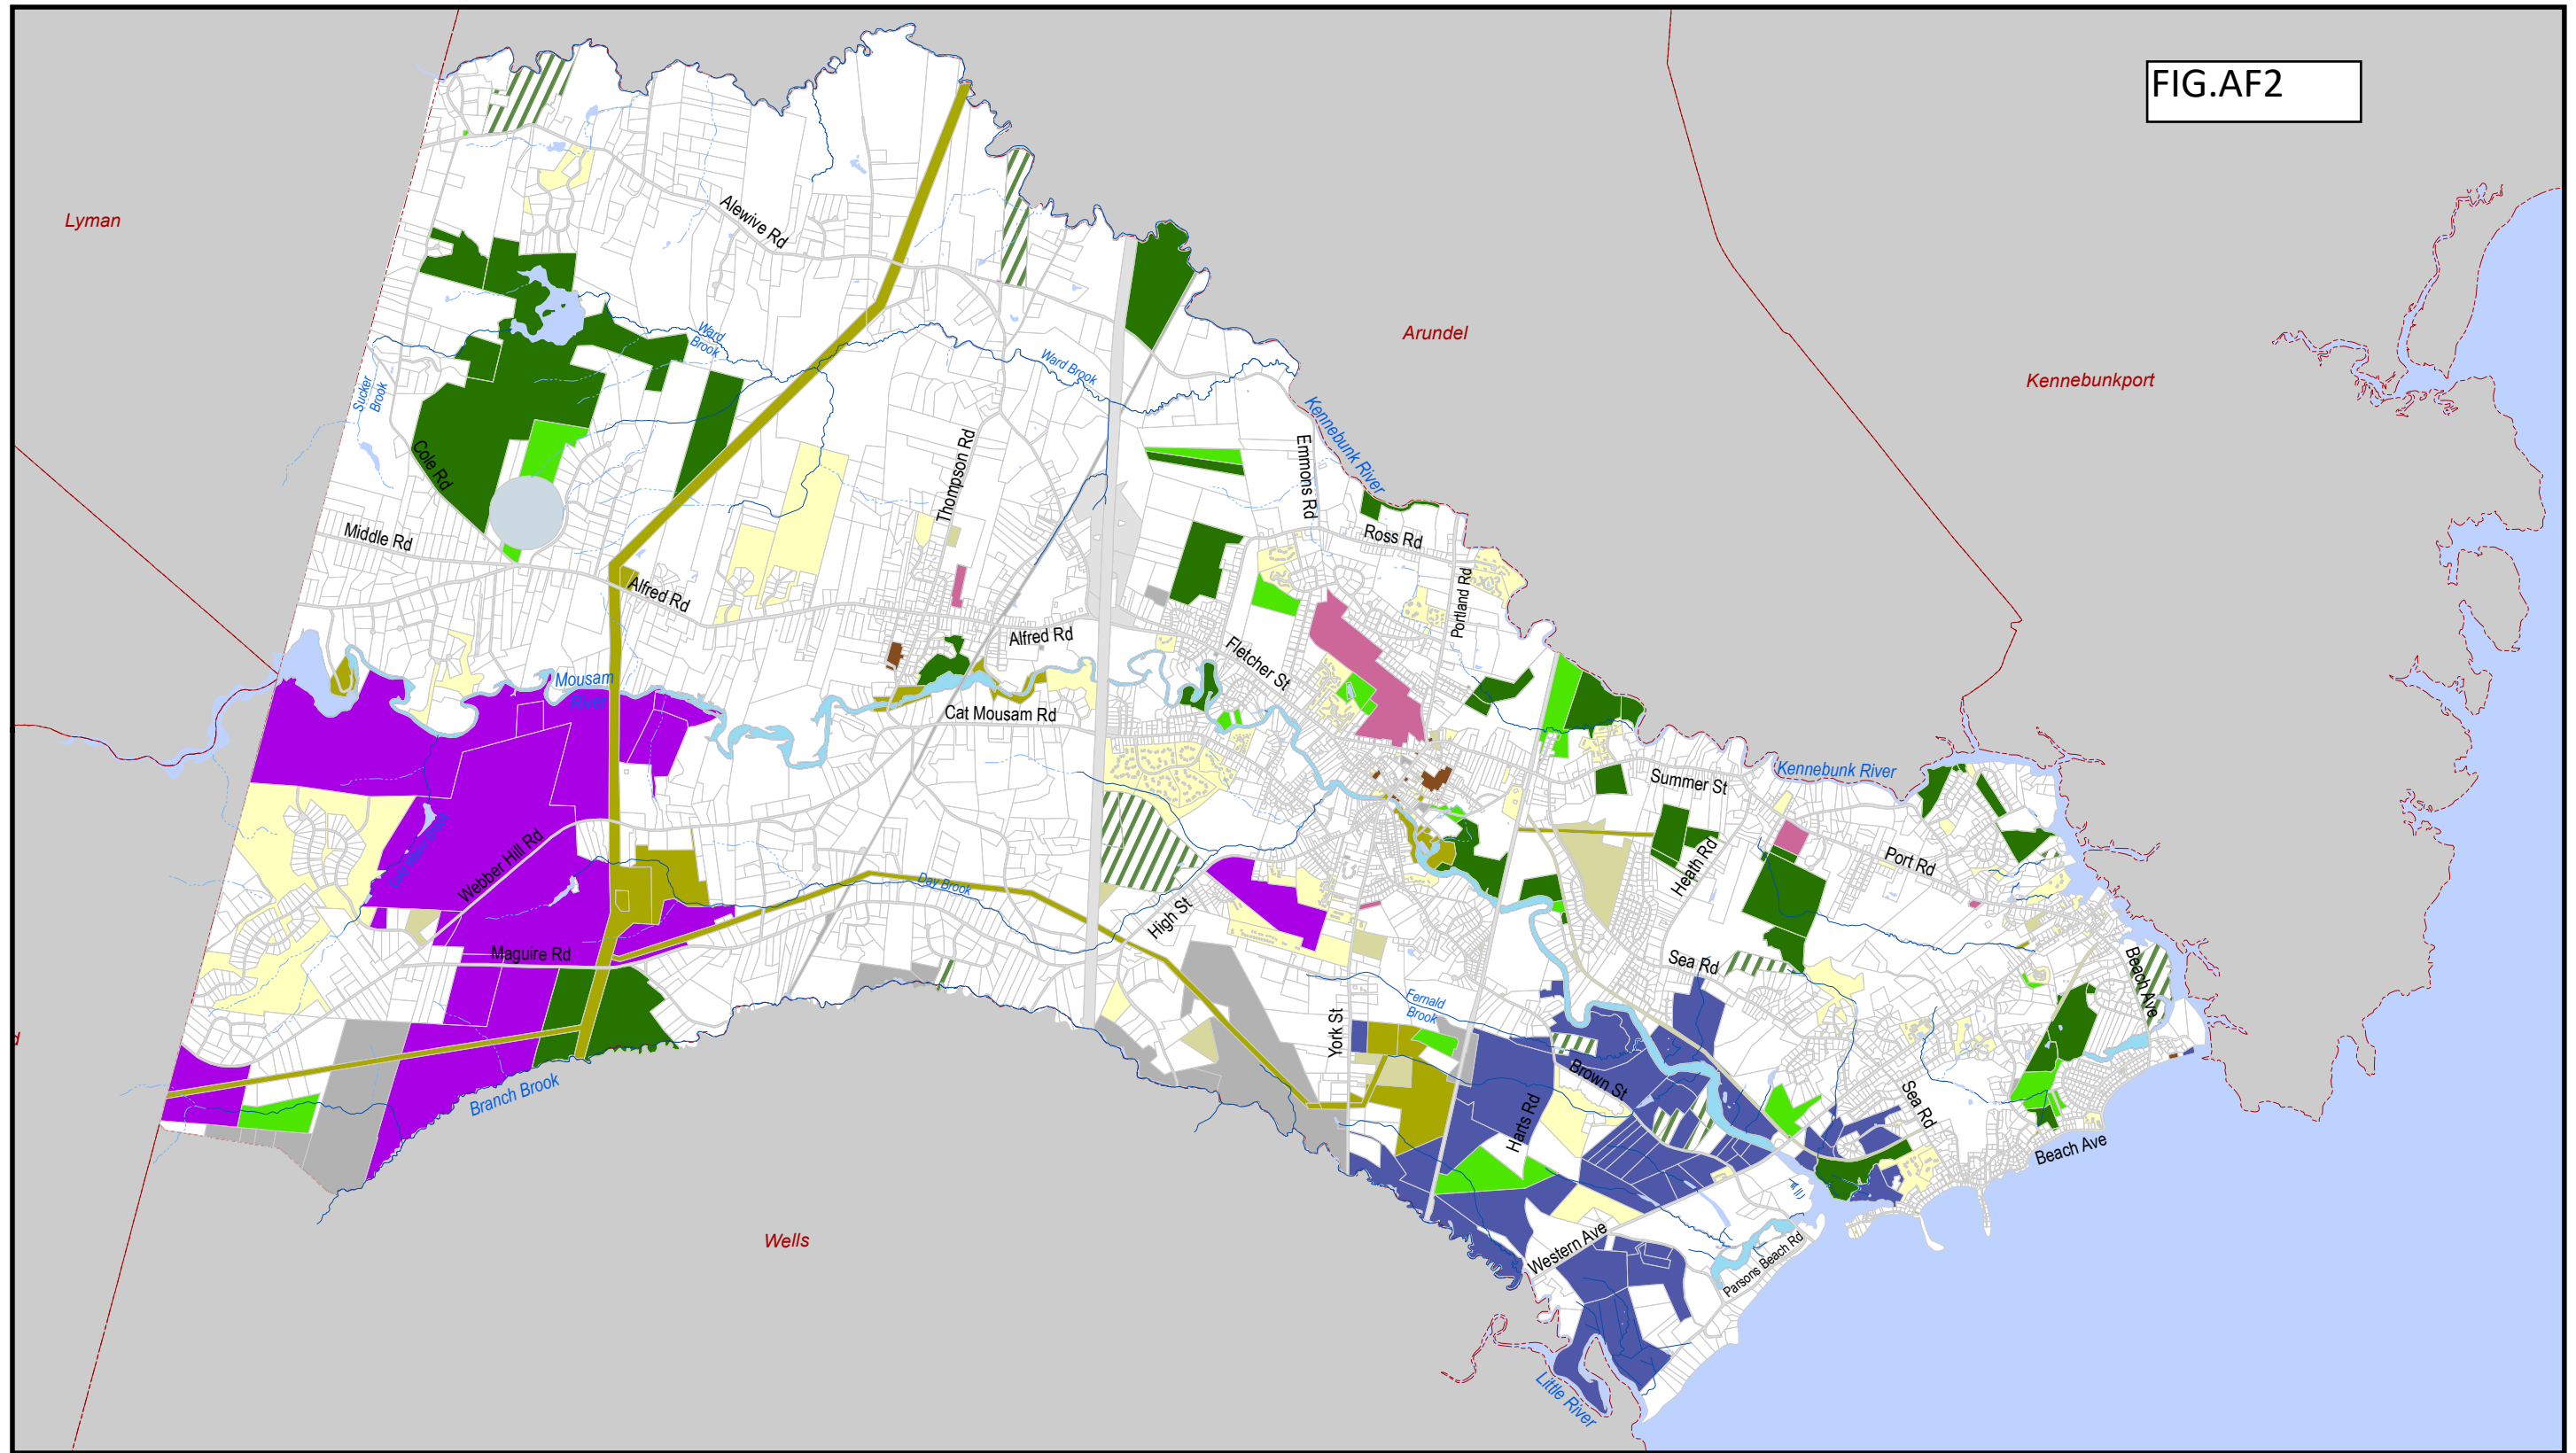 FIG.AF2
Lyman
Alewive Rd
Arundel
Ward
Brook
Ward Brook
Kennebunkport
Sucker
Brook
Cole Rd
Kennebunk River
Emmons Rd
Thompson Rd
Middle Rd
Ross Rd
Alfred Rd
Portland Rd
Alfred Rd
Fletcher St
Mousam
River
Cat Mousam Rd
Summer St
Kennebunk River
Cold Water Brook
Webber Hill Rd
Port Rd
Heath Rd
Day Brook
High St
Maguire Rd
Sea Rd
Beach Ave
Fernald
Brook
York St
Branch Brook
Brown St
Harts Rd
Sea Rd
Beach Ave
Wells
Western Ave
Parsons Beach Rd
Little River